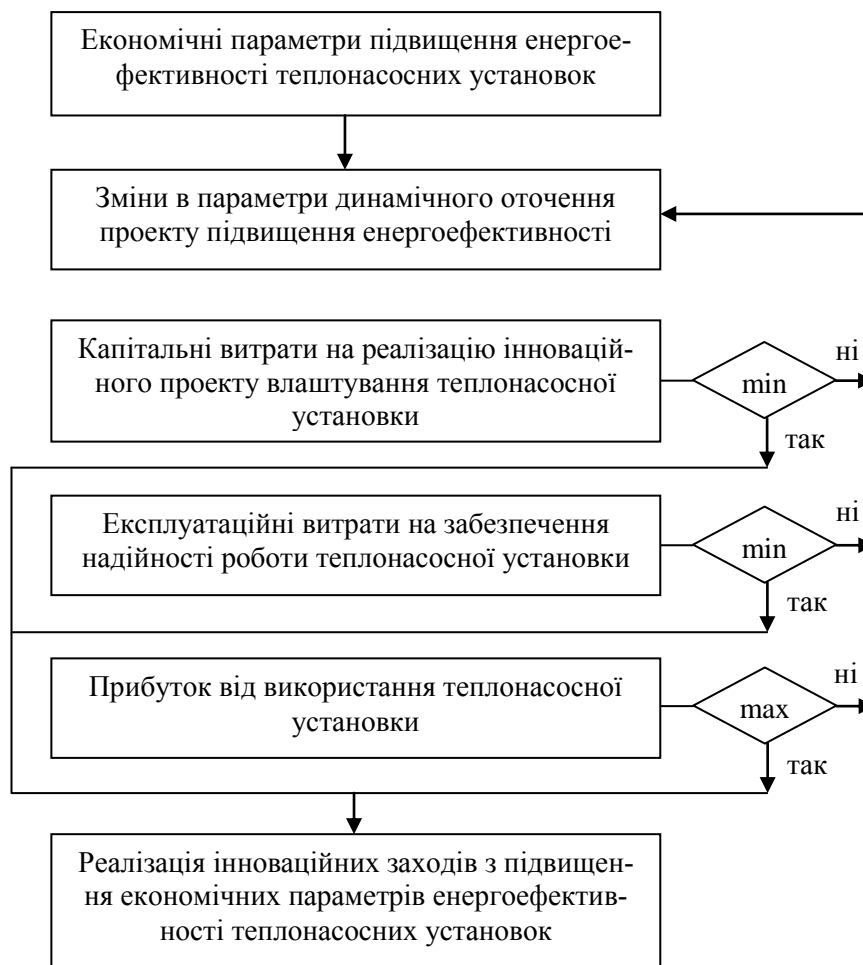 Економічні параметри підвищення енергое-
фективності теплонасосних установок
Зміни в параметри динамічного оточення
проекту підвищення енергоефективності
Капітальні витрати на реалізацію інновацій-
ного проекту влаштування теплонасосної
установки
min
ні
так
Експлуатаційні витрати на забезпечення
надійності роботи теплонасосної установки
min
ні
так
Прибуток від використання теплонасосної
установки
max
ні
так
Реалізація інноваційних заходів з підвищен-
ня економічних параметрів енергоефектив-
ності теплонасосних установок